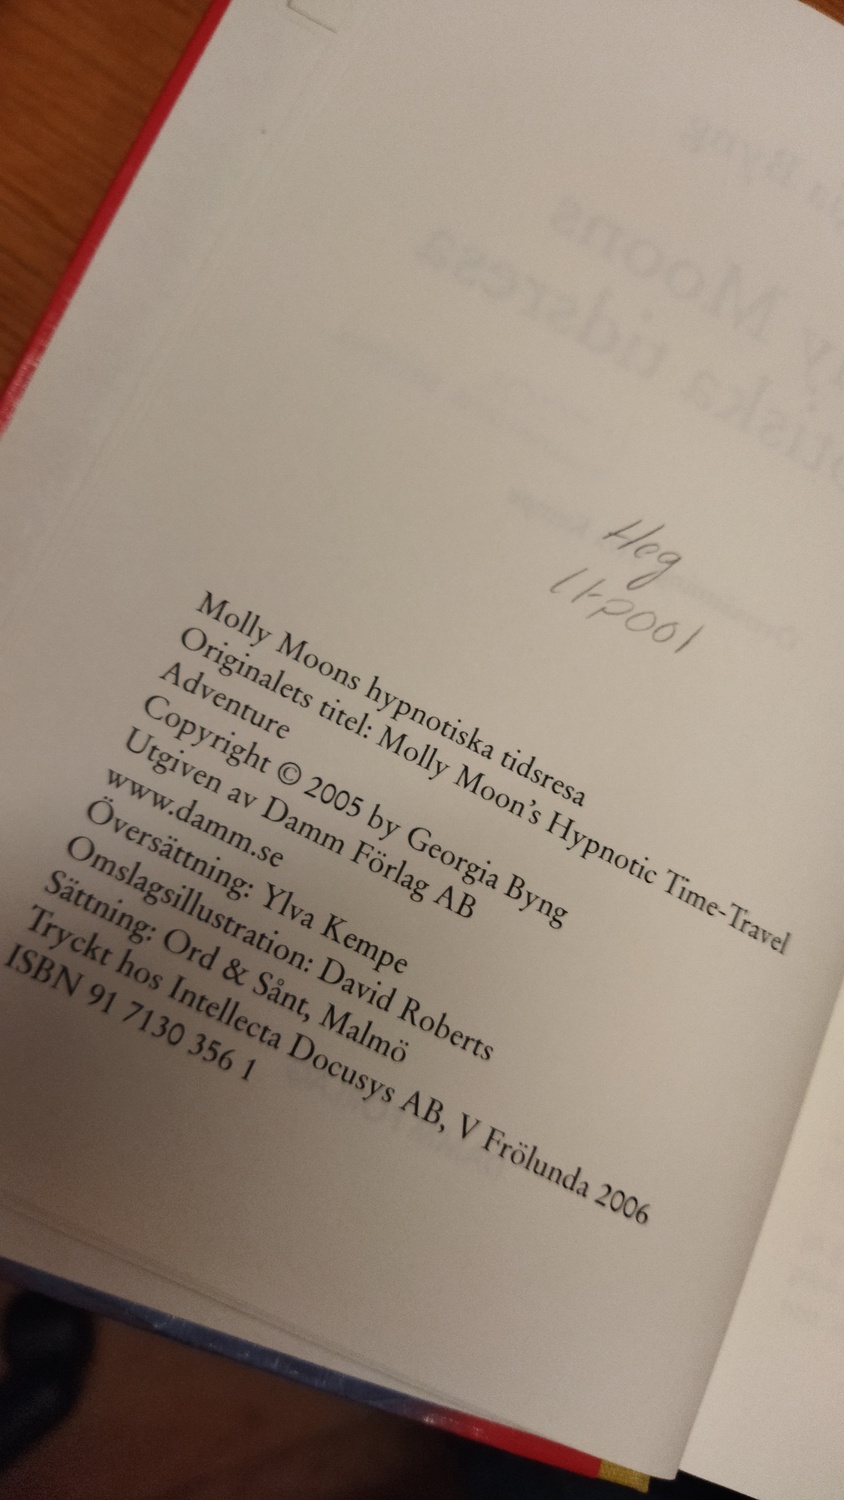 Heg
Molly Moons hypnotiska tidsresa
Originalets titel: Molly Moon's Hypnotic Time-Travel
Adventure
Copyright © 2005 by Georgia Byng
Utgiven av Damm Förlag AB
www.damm.se
Översättning: Ylva Kempe
Omslagsillustration: David Roberts
Sättning: Ord & Sånt, Malmö
Tryckt hos Intellecta Docusys AB, V Frölunda 2006
ISBN 91 7130 356 1